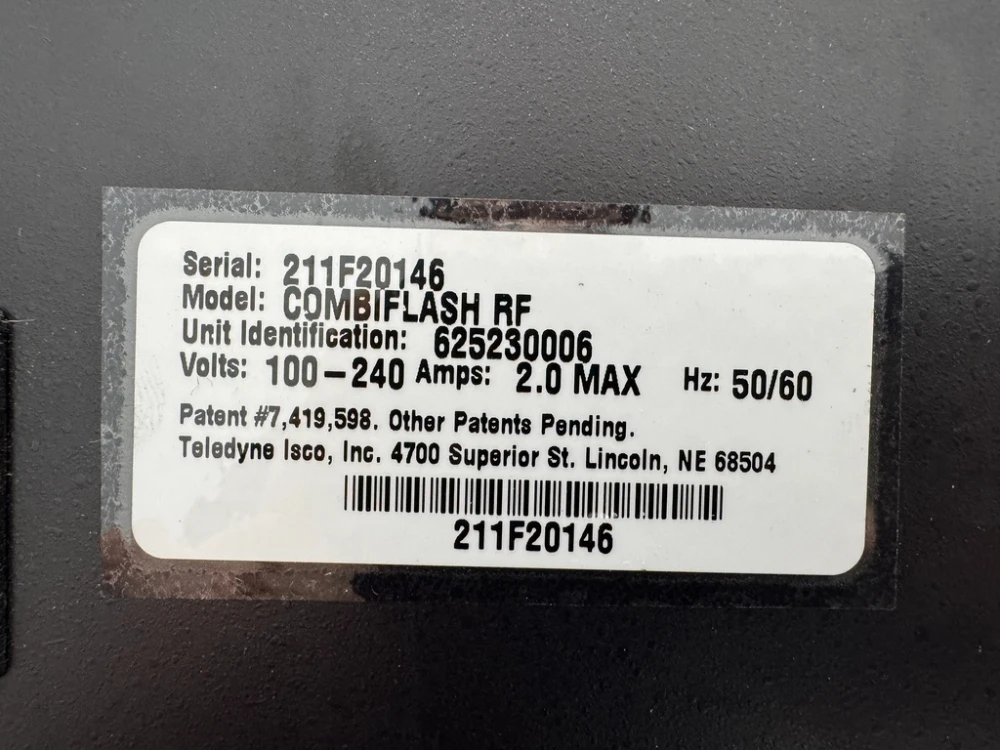 Serial: 211F20146
Model: COMBIFLASH RF
Unit Identification: 625230006
Volts: 100-240 Amps: 2.0 MAX Hz: 50/60
Patent #7,419,598. Other Patents Pending.
Teledyne Isco, Inc. 4700 Superior St. Lincoln, NE 68504
211F20146